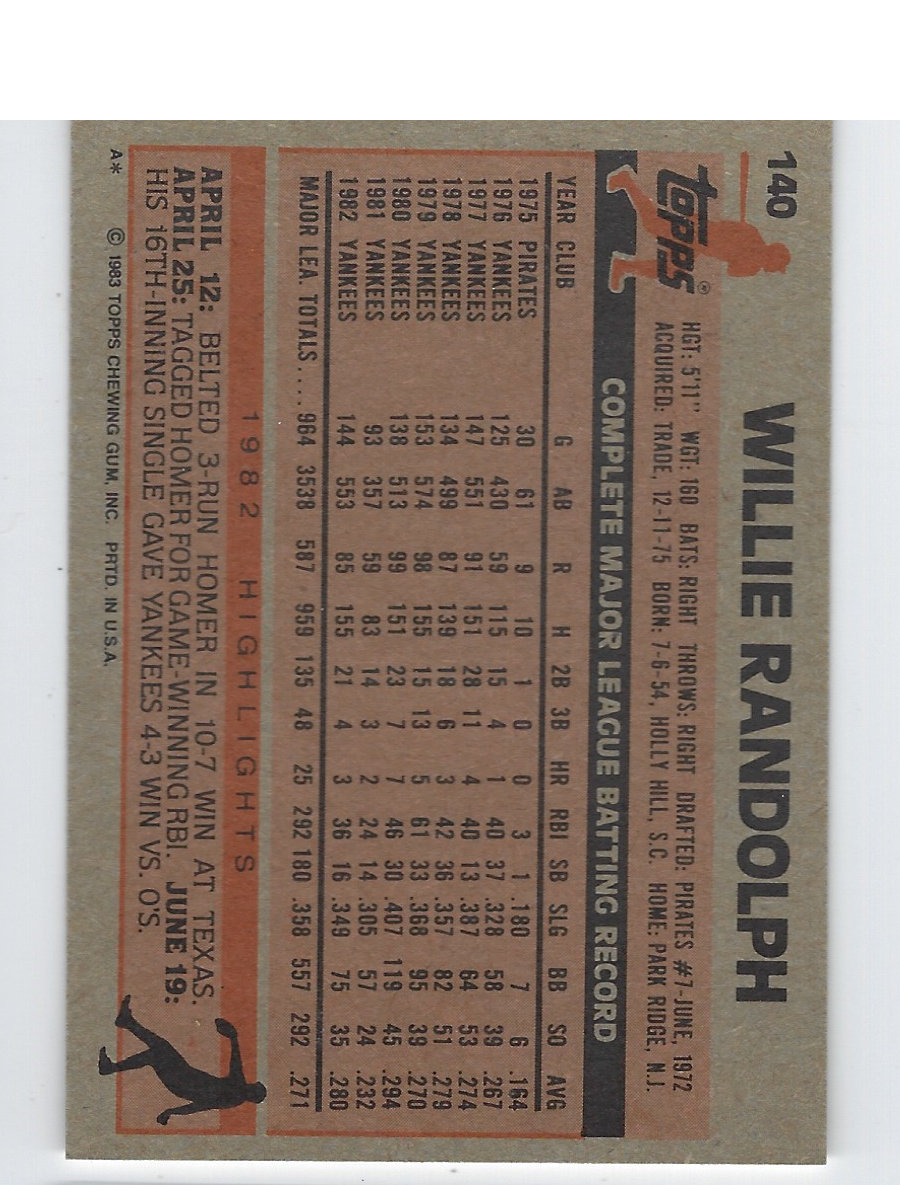 140
WILLIE RANDOLPH
TOPPS®
HGT: 5'11" WGT: 160 BATS: RIGHT THROWS: RIGHT DRAFTED: PIRATES #7-JUNE, 1972
ACQUIRED: TRADE, 12-11-75 BORN: 7-6-54, HOLLY HILL, S.C. HOME: PARK RIDGE, N.J.
COMPLETE MAJOR LEAGUE BATTING RECORD
YEAR CLUB G AB R H 2B 3B HR RBI SB SLG BB SO AVG
1975 PIRATES 30 61 9 10 1 0 0 3 1 .180 7 6 .164
1976 YANKEES 125 430 59 115 15 4 1 40 37 .328 58 39 .267
1977 YANKEES 147 551 91 151 28 11 4 40 13 .387 64 53 .274
1978 YANKEES 134 499 87 139 18 6 3 42 36 .357 82 51 .279
1979 YANKEES 153 574 98 155 15 13 5 61 33 .368 95 39 .270
1980 YANKEES 138 513 99 151 23 7 7 46 30 .407 119 45 .294
1981 YANKEES 93 357 59 83 14 3 2 24 14 .305 57 24 .232
1982 YANKEES 144 553 85 155 21 4 3 36 16 .349 75 35 .280
MAJOR LEA. TOTALS.... 964 3538 587 959 135 48 25 292 180 .358 557 292 .271
1982 HIGHLIGHTS
APRIL 12: BELTED 3-RUN HOMER IN 10-7 WIN AT TEXAS.
APRIL 25: TAGGED HOMER FOR GAME-WINNING RBI. JUNE 19:
HIS 16TH-INNING SINGLE GAVE YANKEES 4-3 WIN VS. O'S.
A* © 1983 TOPPS CHEWING GUM, INC. PRTD. IN U.S.A.